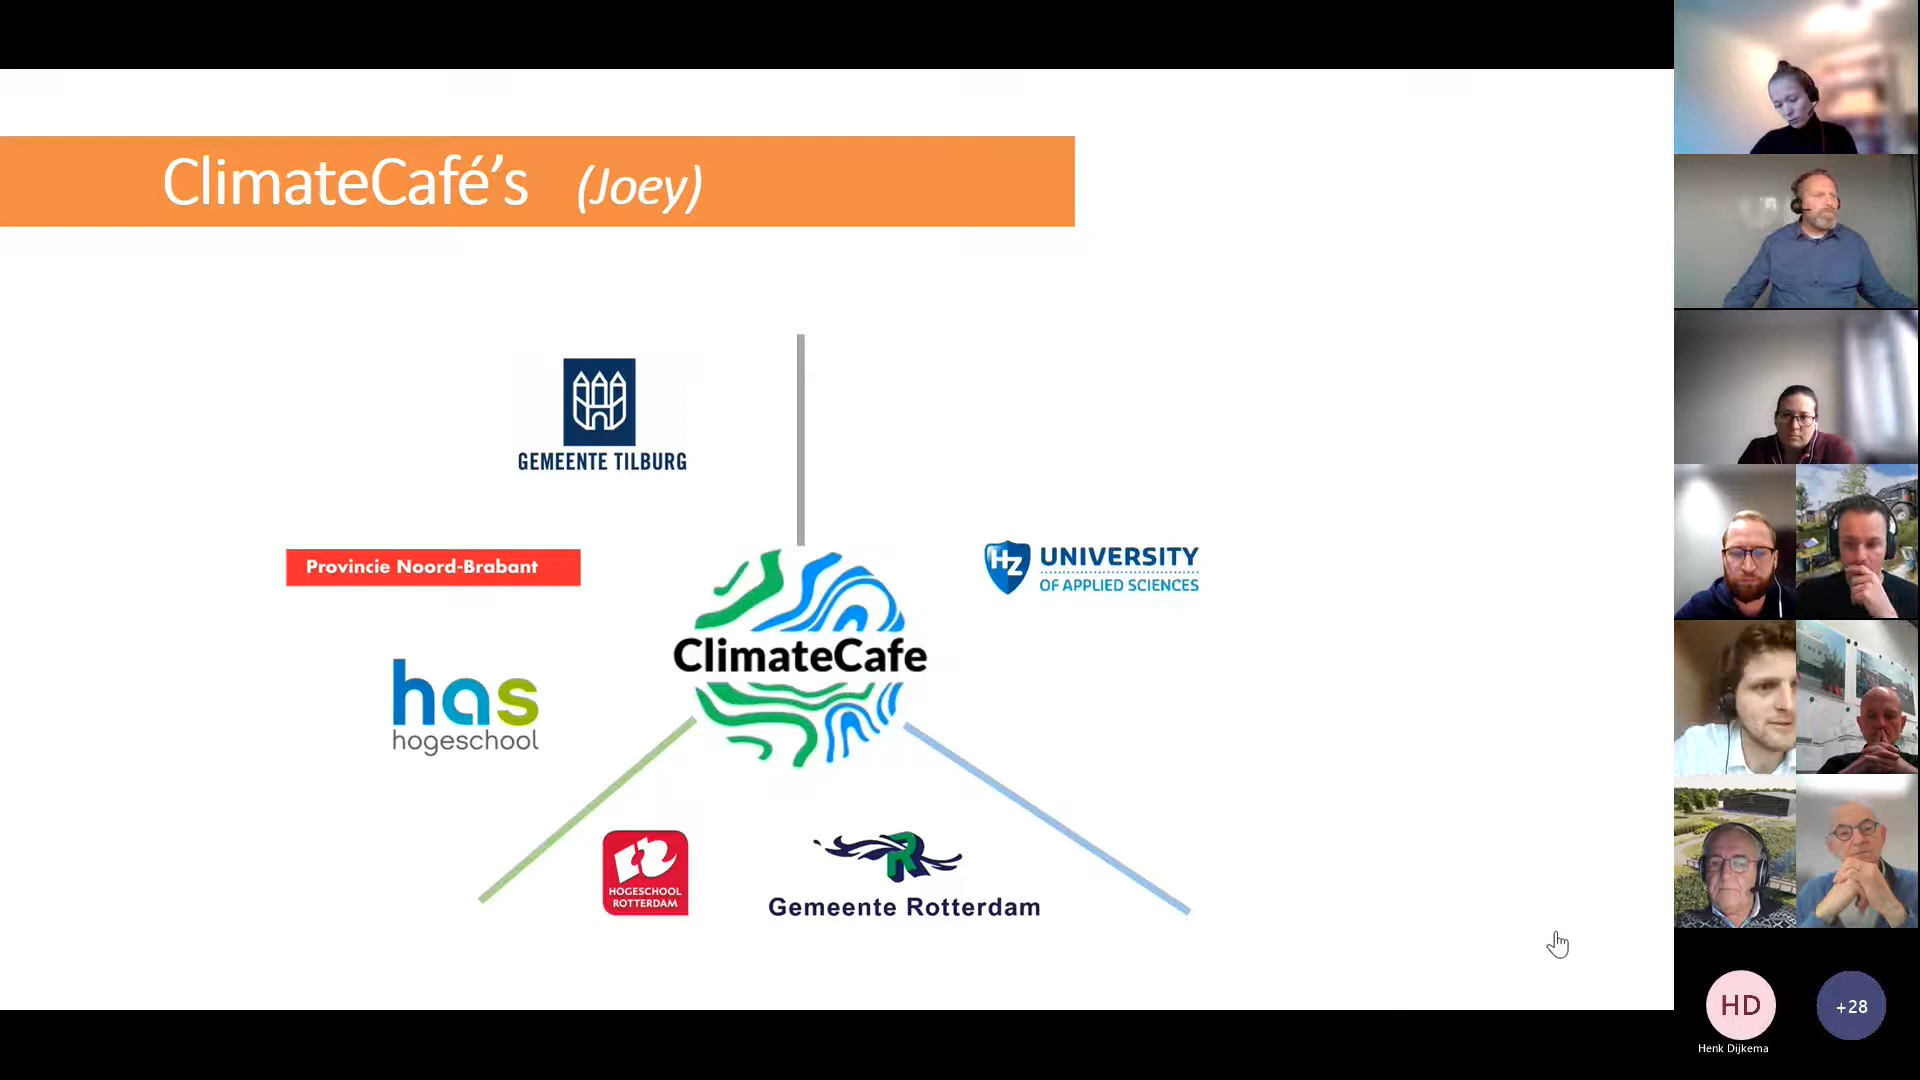 ClimateCafé’s (Joey)
GEMEENTE TILBURG
Provincie Noord-Brabant
HZ UNIVERSITY
OF APPLIED SCIENCES
ClimateCafe
has
hogeschool
HOGESCHOOL
ROTTERDAM
R
Gemeente Rotterdam
HD
+28
Henk Dijkema